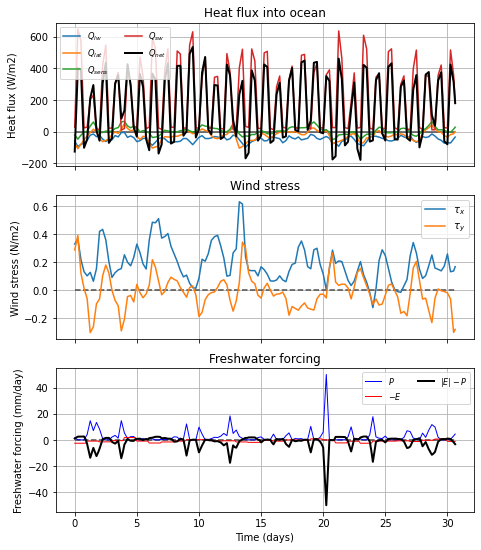 Heat flux into ocean
Heat flux (W/m2)
600
400
200
0
−200
Q_lw
Q_lat
Q_sens
Q_sw
Q_net
Wind stress
Wind stress (N/m2)
0.6
0.4
0.2
0.0
−0.2
τ_x
τ_y
Freshwater forcing
Freshwater forcing (mm/day)
40
20
0
−20
−40
P
−E
|E| − P
0 5 10 15 20 25 30
Time (days)